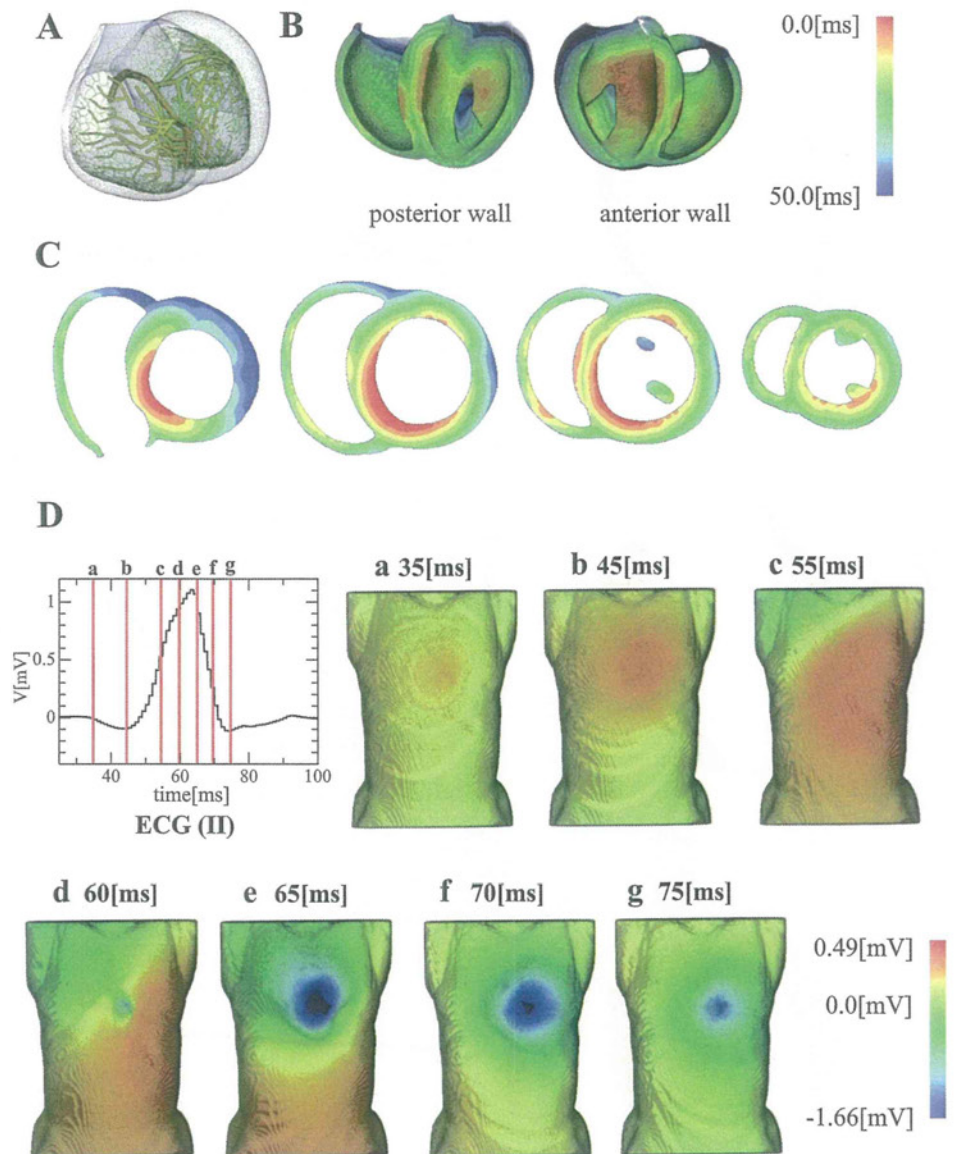 A
B
0.0[ms]
50.0[ms]
posterior wall
anterior wall
C
D
a b c d e f g
1
0.5
0
V[mV]
40 60 80 100
time[ms]
ECG (II)
a 35[ms]
b 45[ms]
c 55[ms]
d 60[ms]
e 65[ms]
f 70[ms]
g 75[ms]
0.49[mV]
0.0[mV]
-1.66[mV]